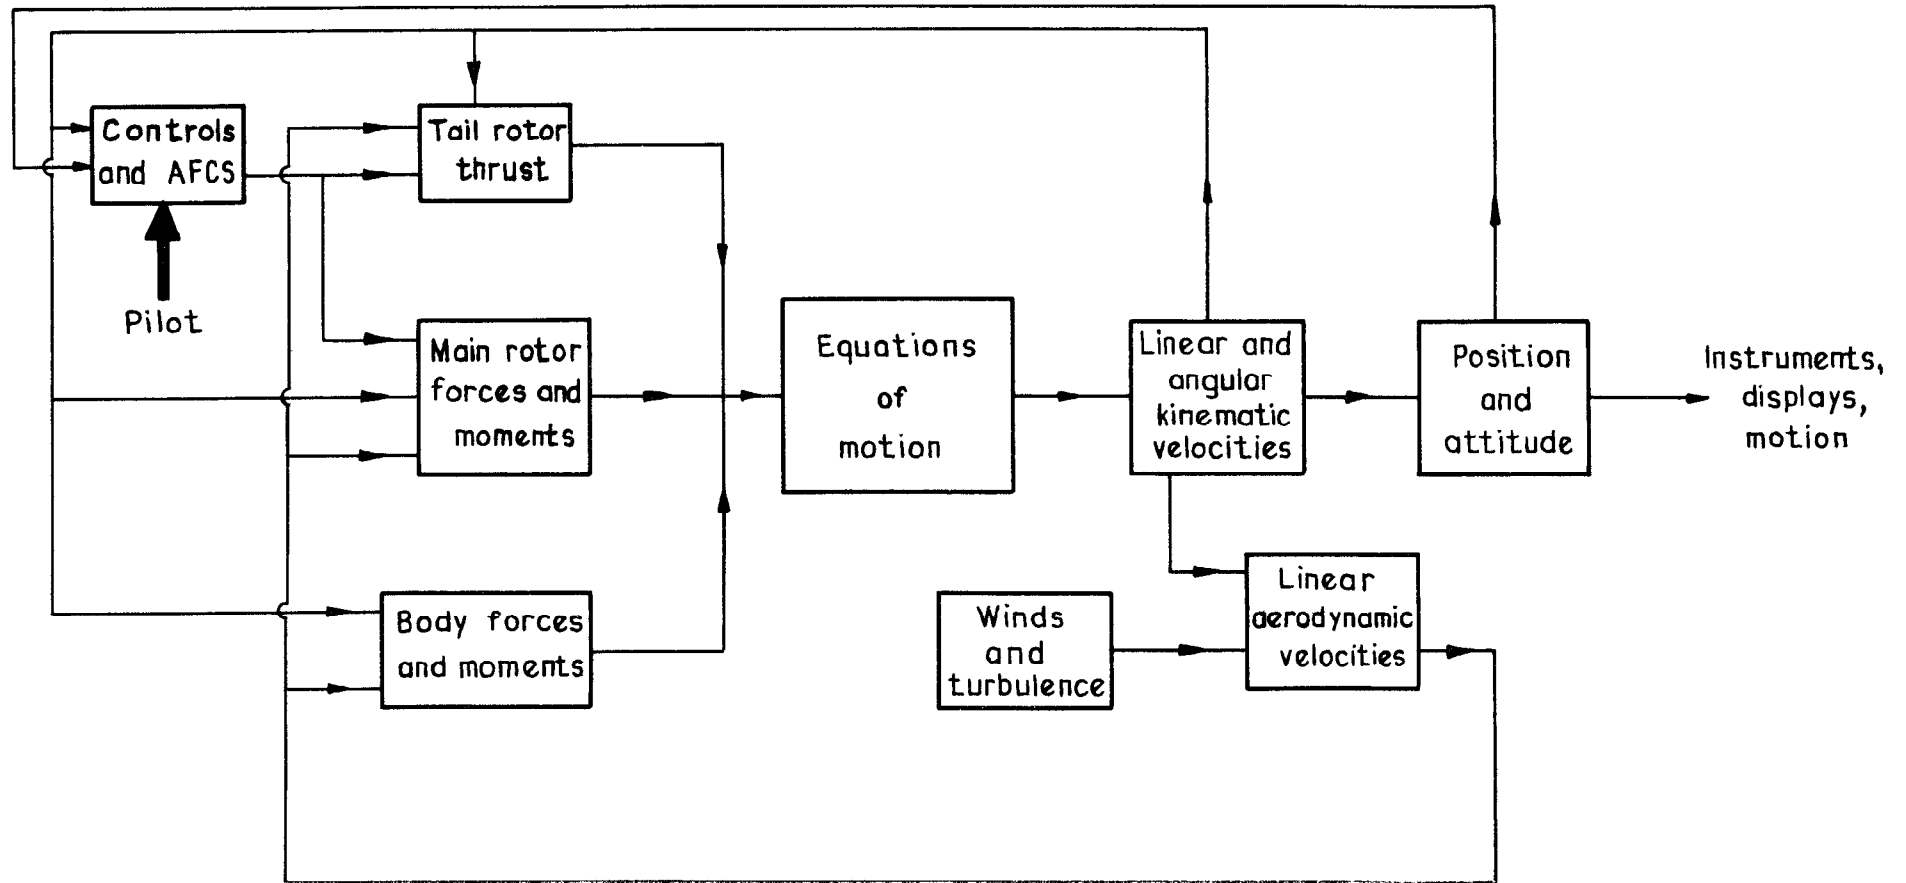 Controls
and AFCS
Pilot
Tail rotor
thrust
Main rotor
forces and
moments
Body forces
and moments
Equations
of
motion
Linear and
angular
kinematic
velocities
Position
and
attitude
Instruments,
displays,
motion
Winds
and
turbulence
Linear
aerodynamic
velocities